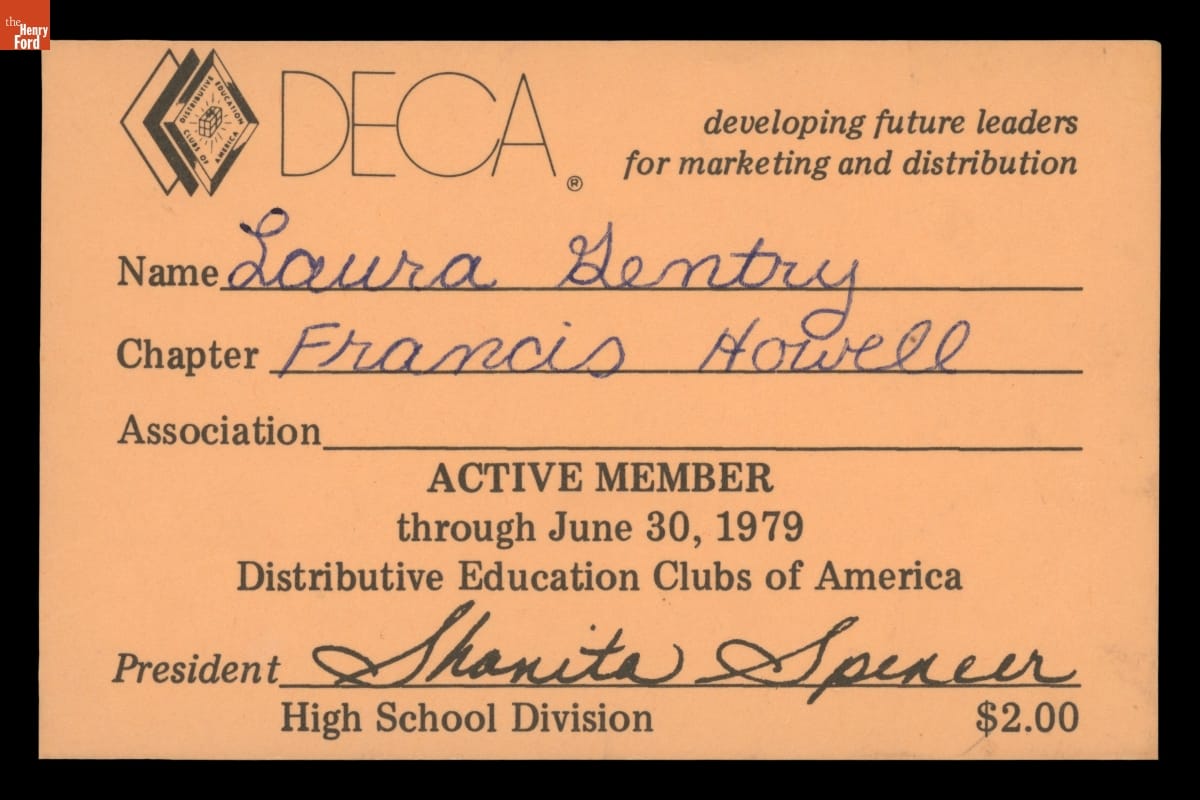 the
Henry
Ford
DISTRIBUTIVE EDUCATION
CLUBS OF AMERICA
DECA®
developing future leaders
for marketing and distribution
Name Laura Gentry
Chapter Francis Howell
Association
ACTIVE MEMBER
through June 30, 1979
Distributive Education Clubs of America
President Shanita Spencer
High School Division $2.00